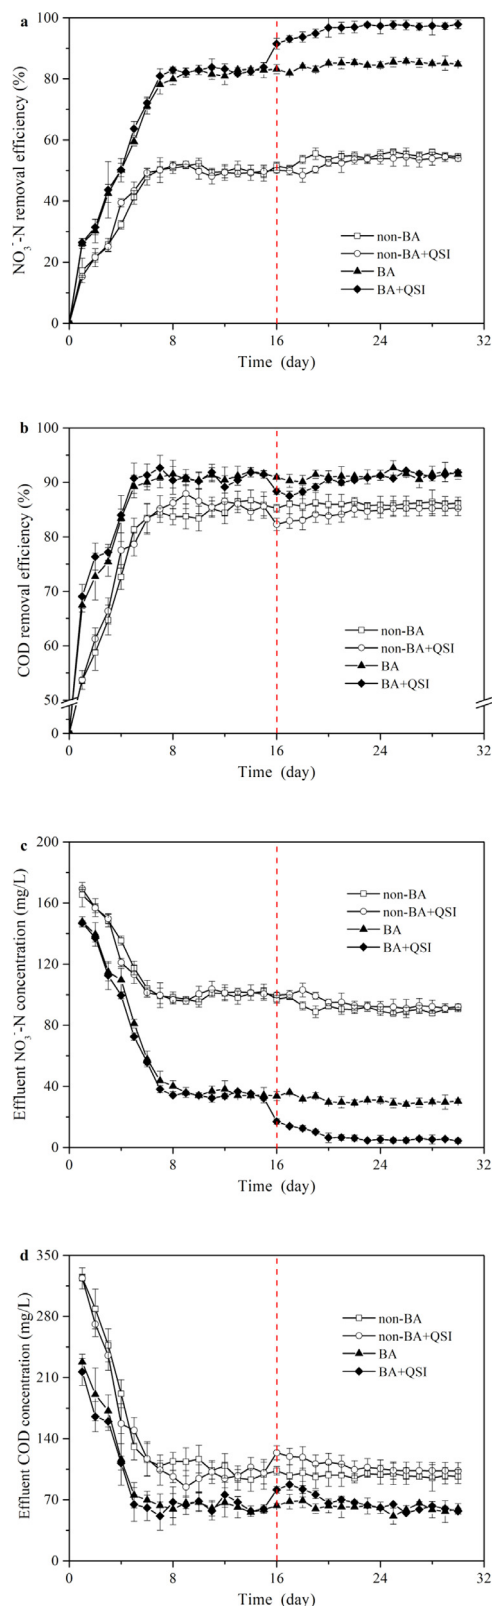 a
NO3⁻-N removal efficiency (%)
100
80
60
40
20
0
non-BA
non-BA+QSI
BA
BA+QSI
0 8 16 24 32
Time (day)
b
COD removal efficiency (%)
100
90
80
70
60
50
0
non-BA
non-BA+QSI
BA
BA+QSI
0 8 16 24 32
Time (day)
c
Effluent NO3⁻-N concentration (mg/L)
200
160
120
80
40
0
non-BA
non-BA+QSI
BA
BA+QSI
0 8 16 24 32
Time (day)
d
Effluent COD concentration (mg/L)
350
280
210
140
70
0
non-BA
non-BA+QSI
BA
BA+QSI
0 8 16 24 32
Time (day)